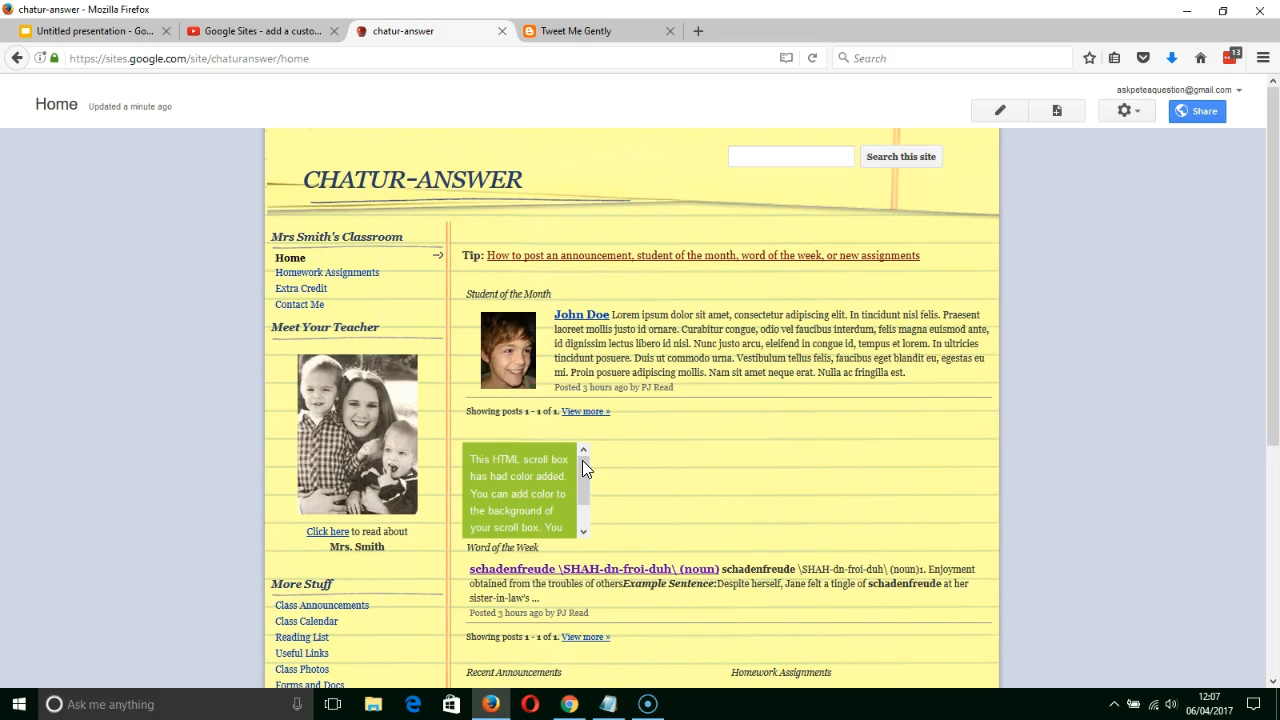 chatur-answer - Mozilla Firefox
Untitled presentation - Go...
Google Sites - add a custo...
chatur-answer
Tweet Me Gently
https://sites.google.com/site/chaturanswer/home
Search
13
askpeteaquestion@gmail.com
Home Updated a minute ago
Share
CHATUR-ANSWER
Search this site
Mrs Smith's Classroom
Home
Homework Assignments
Extra Credit
Contact Me
Meet Your Teacher
Click here to read about
Mrs. Smith
More Stuff
Class Announcements
Class Calendar
Reading List
Useful Links
Class Photos
Forms and Docs
Tip: How to post an announcement, student of the month, word of the week, or new assignments
Student of the Month
John Doe Lorem ipsum dolor sit amet, consectetur adipiscing elit. In tincidunt nisl felis. Praesent
laoreet mollis justo id ornare. Curabitur congue, odio vel faucibus interdum, felis magna euismod ante,
id dignissim lectus libero id nisl. Nunc justo arcu, eleifend in congue id, tempus et lorem. In ultricies
tincidunt posuere. Duis ut commodo urna. Vestibulum tellus felis, faucibus eget blandit eu, egestas eu
mi. Proin posuere adipiscing mollis. Nam sit amet neque erat. Nulla ac fringilla est.
Posted 3 hours ago by PJ Read
Showing posts 1 - 1 of 1. View more »
This HTML scroll box
has had color added.
You can add color to
the background of
your scroll box. You
Word of the Week
schadenfreude \SHAH-dn-froi-duh\ (noun) schadenfreude \SHAH-dn-froi-duh\ (noun)1. Enjoyment
obtained from the troubles of othersExample Sentence:Despite herself, Jane felt a tingle of schadenfreude at her
sister-in-law's ...
Posted 3 hours ago by PJ Read
Showing posts 1 - 1 of 1. View more »
Recent Announcements
Homework Assignments
Ask me anything
12:07
06/04/2017